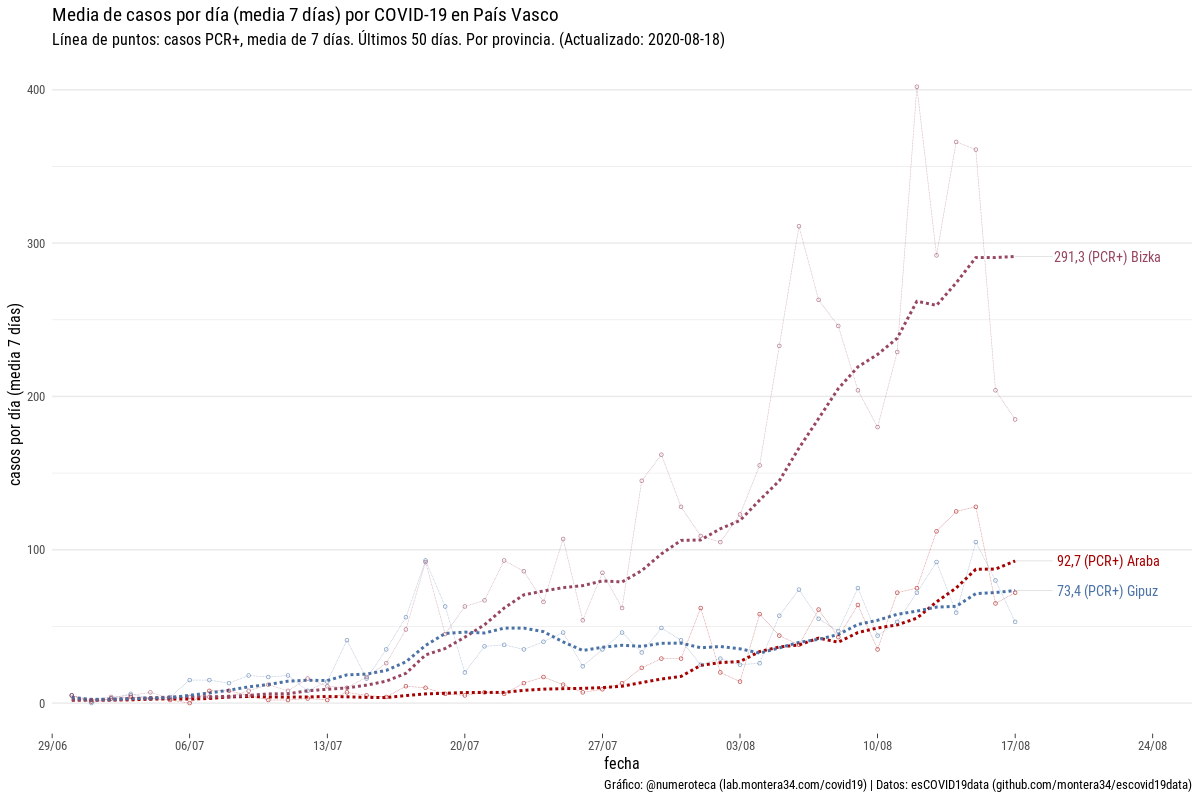 Media de casos por día (media 7 días) por COVID-19 en País Vasco
Línea de puntos: casos PCR+, media de 7 días. Últimos 50 días. Por provincia. (Actualizado: 2020-08-18)
casos por día (media 7 días)
400
300
200
100
0
291,3 (PCR+) Bizka
92,7 (PCR+) Araba
73,4 (PCR+) Gipuz
29/06 06/07 13/07 20/07 27/07 03/08 10/08 17/08 24/08
fecha
Gráfico: @numeroteca (lab.montera34.com/covid19) | Datos: esCOVID19data (github.com/montera34/escovid19data)